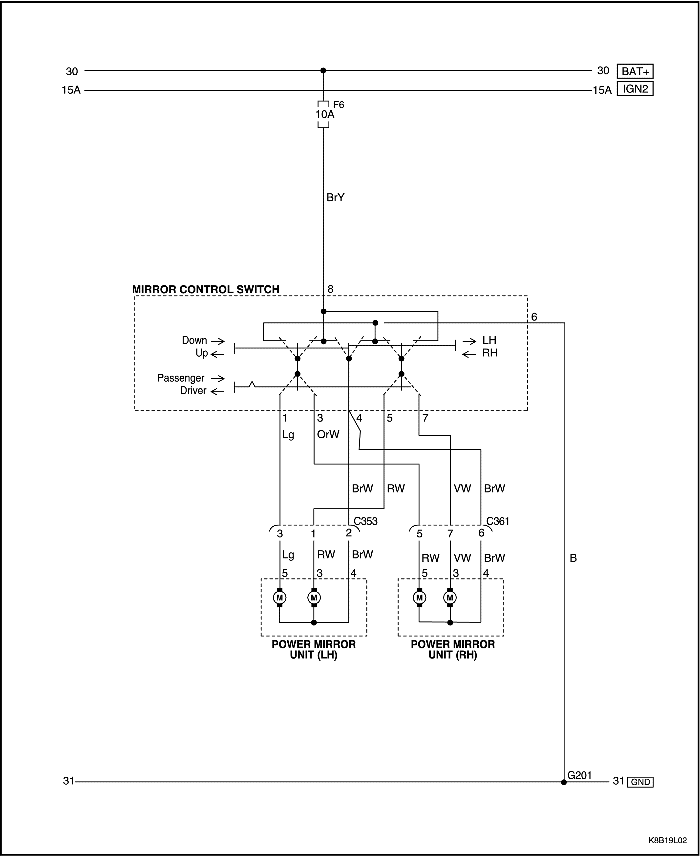 30
30 BAT+
15A
15A IGN2
F6
10A
BrY
MIRROR CONTROL SWITCH
8
6
Down
LH
Up
RH
Passenger
Driver
1 3 4 5 7
Lg OrW
BrW RW VW BrW
C353
C361
3 1 2 5 7 6
Lg RW BrW RW VW BrW
B
5 3 4 5 3 4
M M M M
POWER MIRROR
UNIT (LH)
POWER MIRROR
UNIT (RH)
G201
31
31 GND
K8B19L02